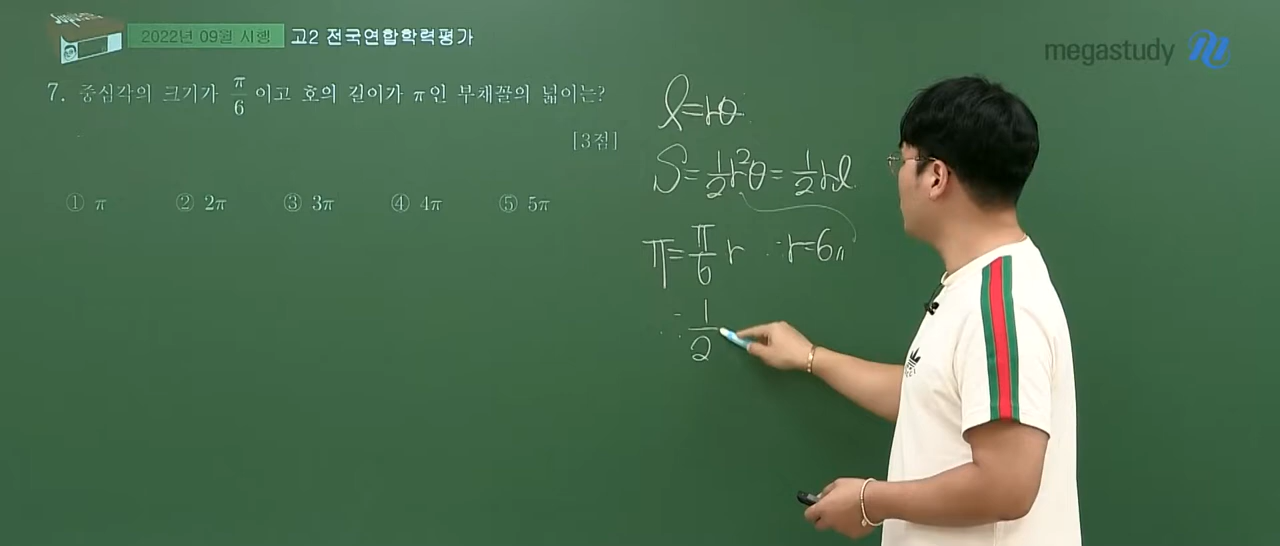 2022년 09월 시행 고2 전국연합학력평가
megastudy
7. 중심각의 크기가 π/6 이고 호의 길이가 π인 부채꼴의 넓이는?
[3점]
① π ② 2π ③ 3π ④ 4π ⑤ 5π
l=rθ
S=1/2r²θ=1/2rl
π=π/6 r ∴r=6
∴ 1/2